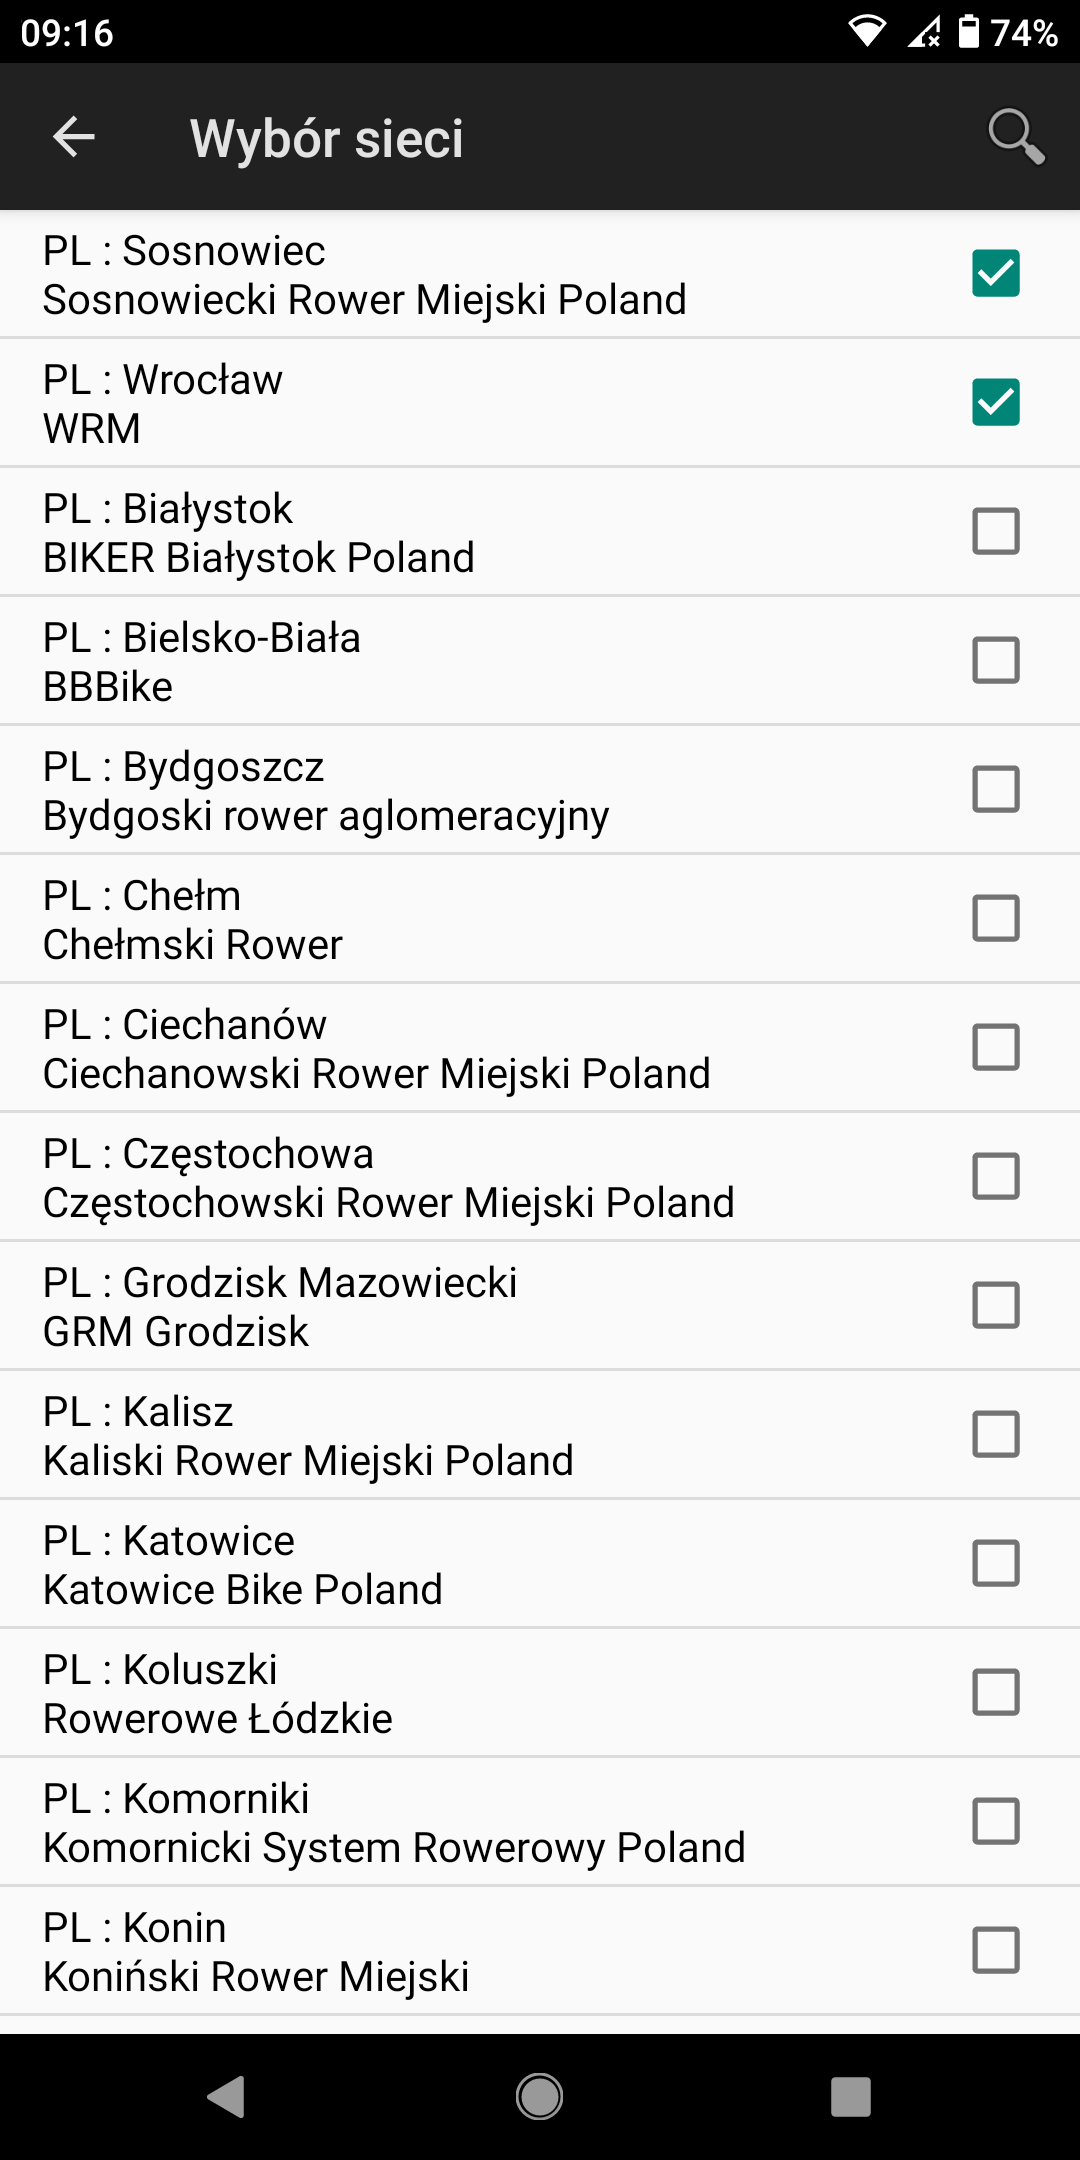 09:16
74%
Wybór sieci
PL : Sosnowiec
Sosnowiecki Rower Miejski Poland
PL : Wrocław
WRM
PL : Białystok
BIKER Białystok Poland
PL : Bielsko-Biała
BBBike
PL : Bydgoszcz
Bydgoski rower aglomeracyjny
PL : Chełm
Chełmski Rower
PL : Ciechanów
Ciechanowski Rower Miejski Poland
PL : Częstochowa
Częstochowski Rower Miejski Poland
PL : Grodzisk Mazowiecki
GRM Grodzisk
PL : Kalisz
Kaliski Rower Miejski Poland
PL : Katowice
Katowice Bike Poland
PL : Koluszki
Rowerowe Łódzkie
PL : Komorniki
Komornicki System Rowerowy Poland
PL : Konin
Koniński Rower Miejski